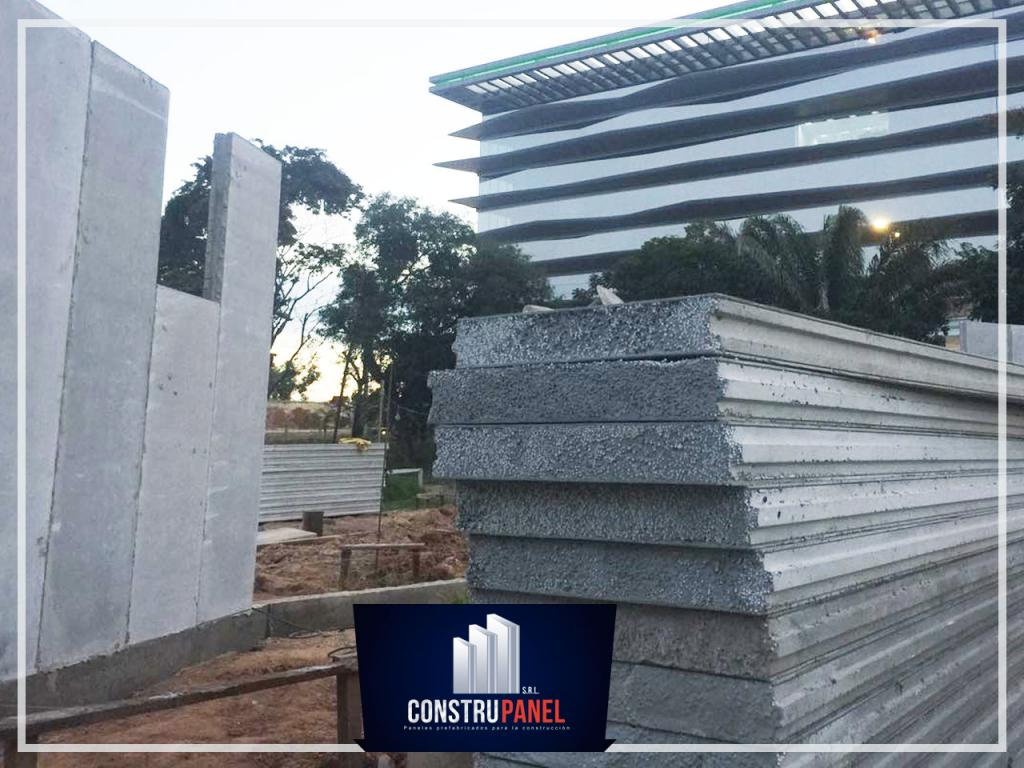 S.R.L.
CONSTRUPANEL
Paneles prefabricados para la construcción